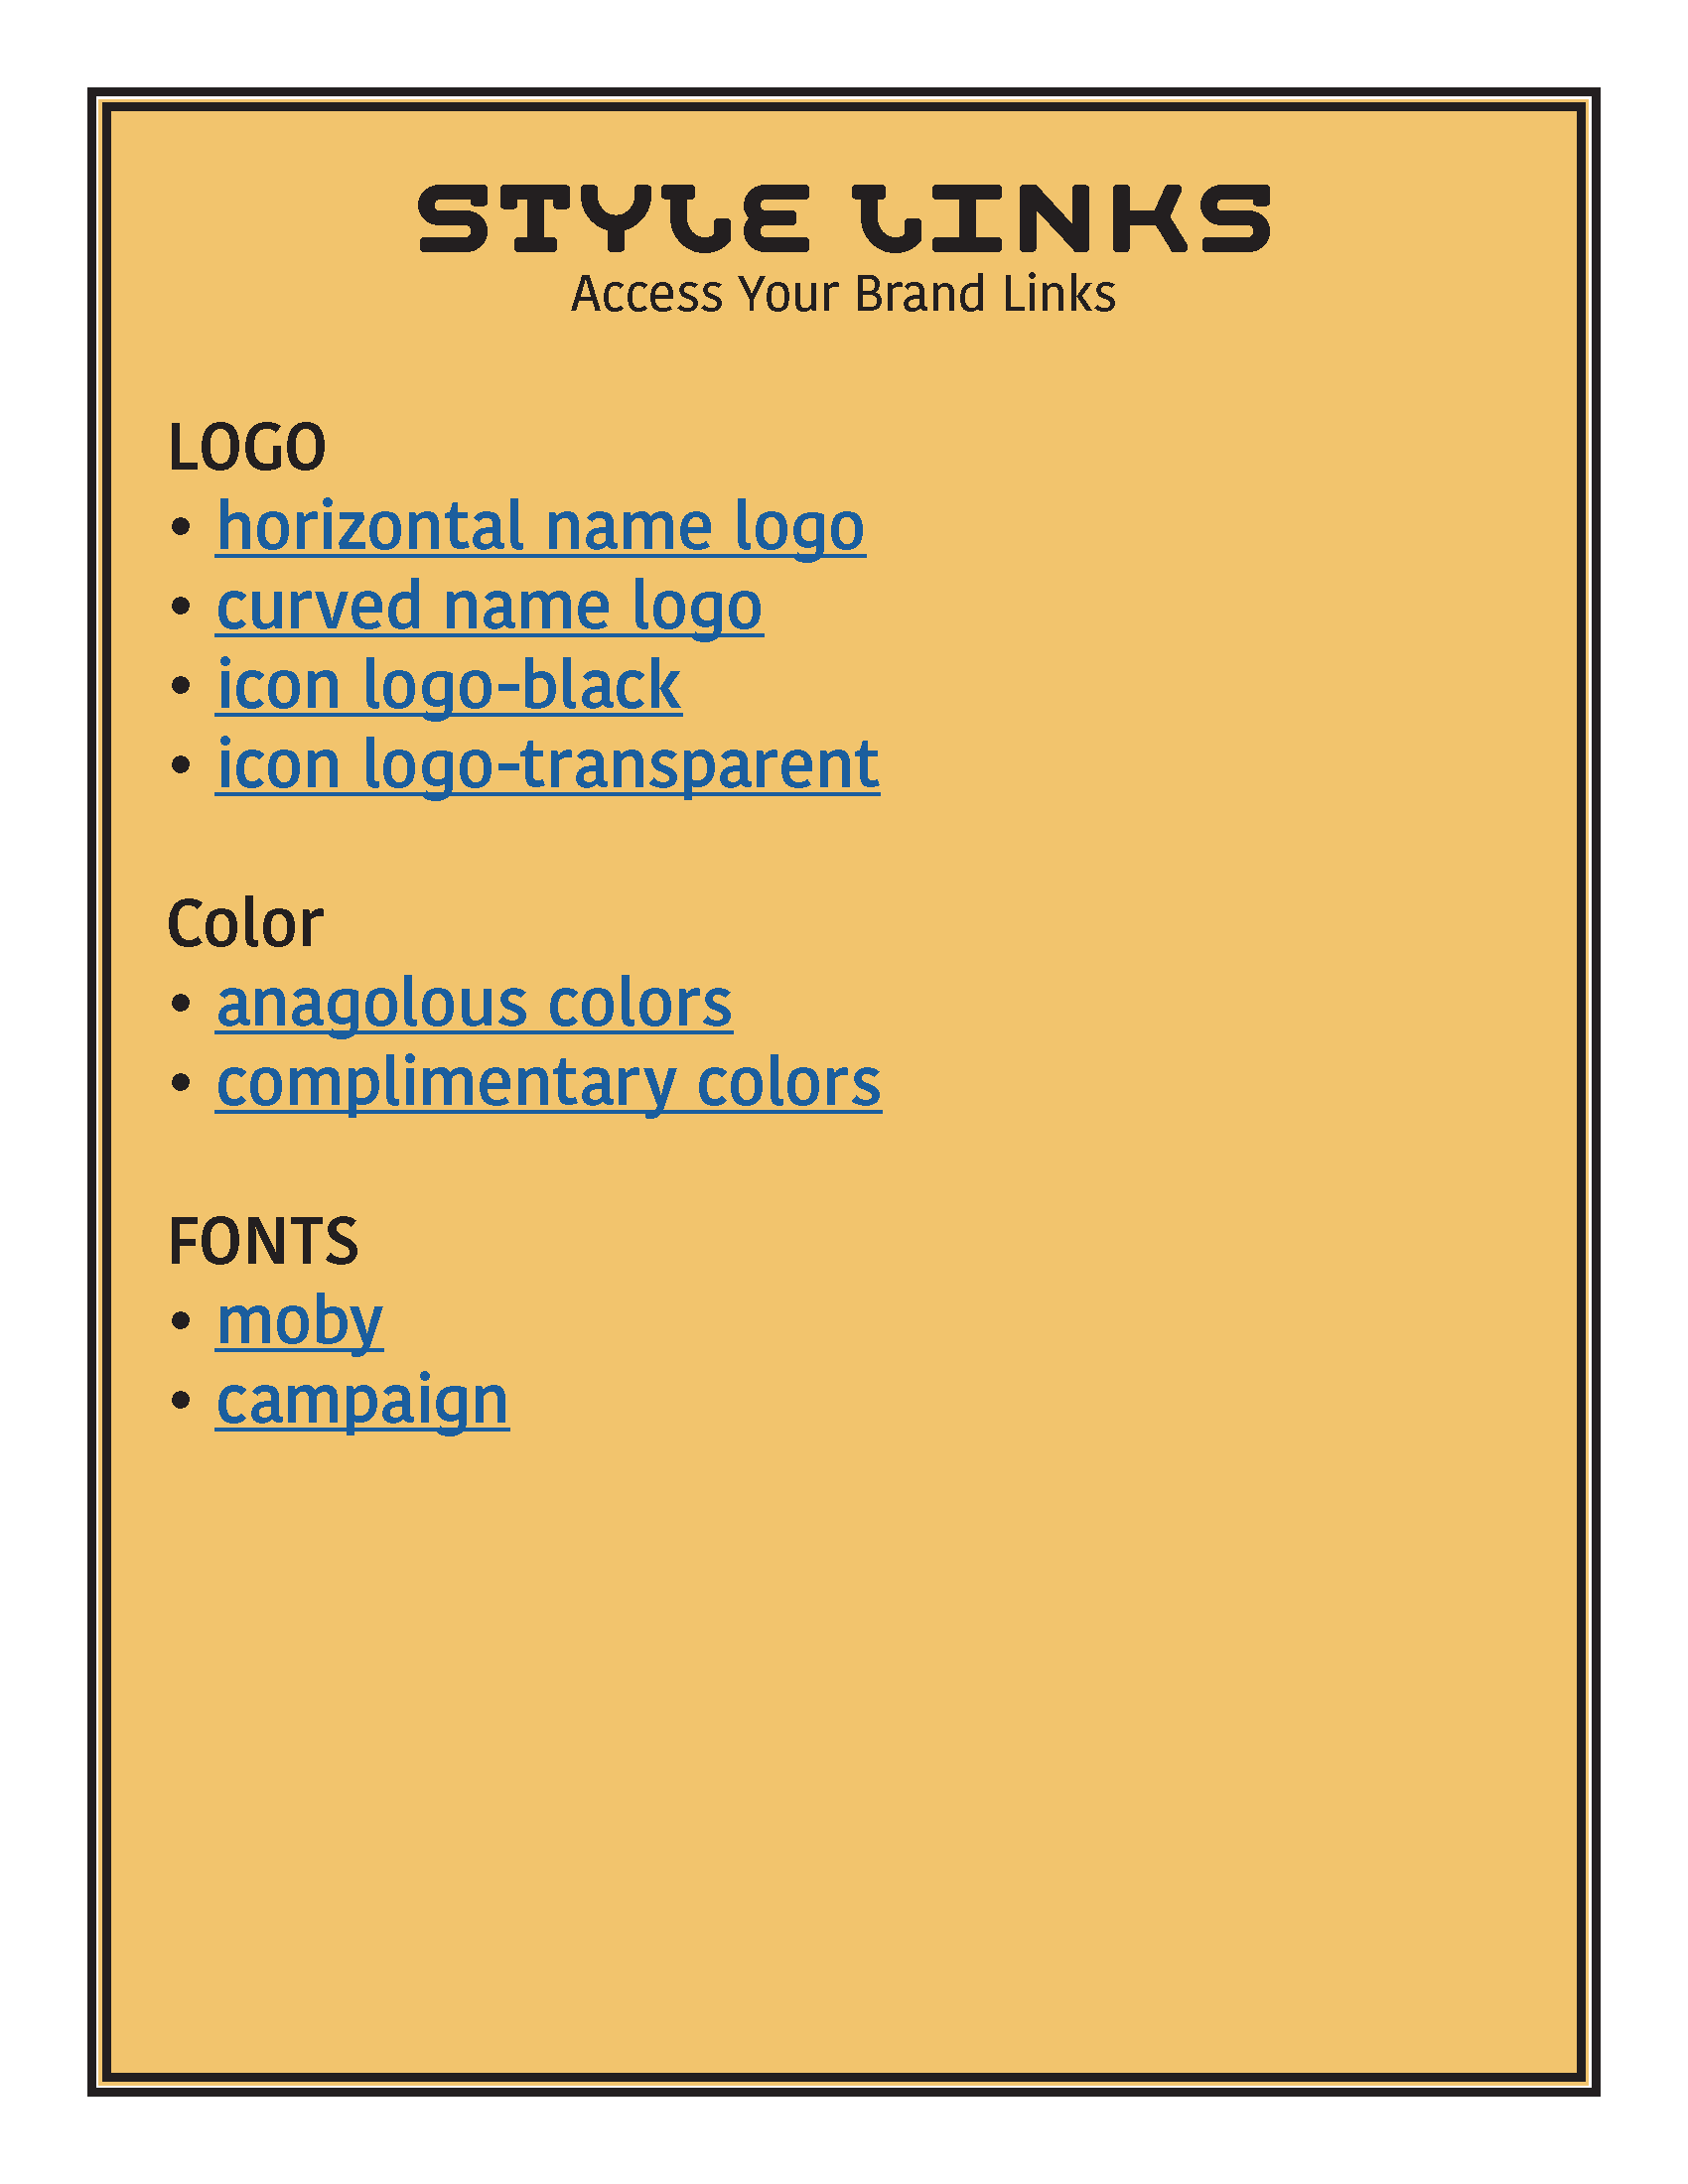 STYLE LINKS
Access Your Brand Links
LOGO
• horizontal name logo
• curved name logo
• icon logo-black
• icon logo-transparent
Color
• anagolous colors
• complimentary colors
FONTS
• moby
• campaign